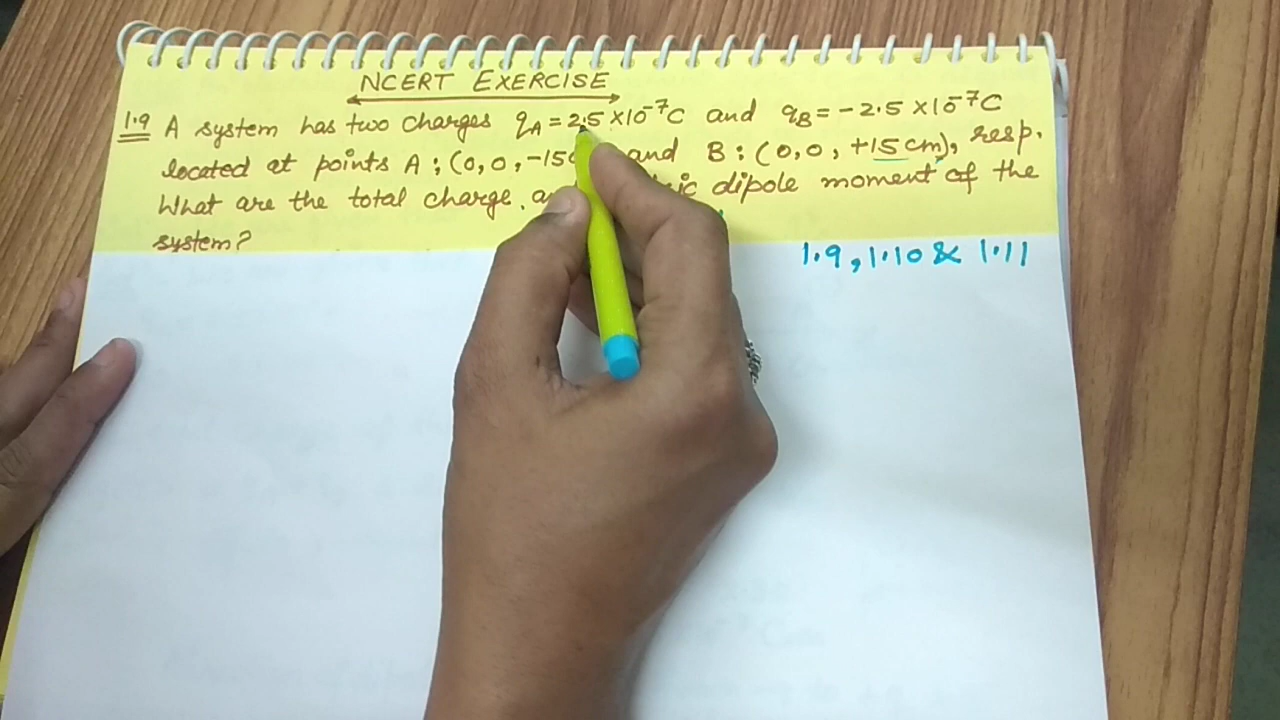 NCERT EXERCISE
1.9 A system has two charges qA = 2.5 ×10⁻⁷C and qB = -2.5 ×10⁻⁷C
located at points A : (0, 0, -15 and B : (0, 0, +15 cm), resp.
What are the total charge. dipole moment of the
system?
1.9, 1.10 & 1.11